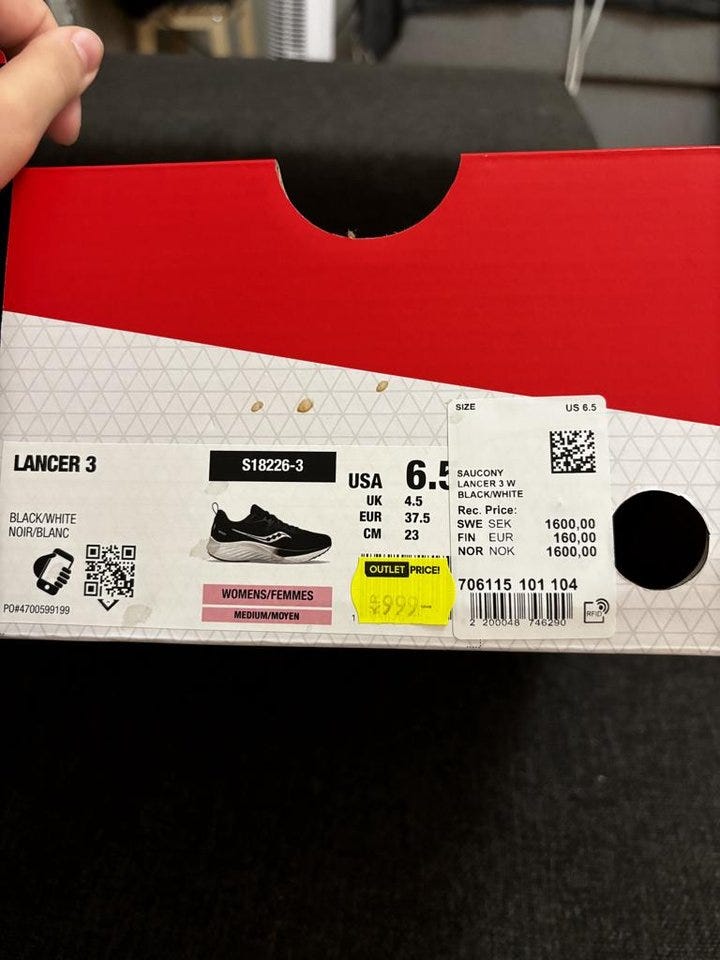 LANCER 3
BLACK/WHITE
NOIR/BLANC
PO#4700599199
S18226-3
WOMENS/FEMMES
MEDIUM/MOYEN
USA 6.5
UK 4.5
EUR 37.5
CM 23
OUTLET PRICE!
999
1
SIZE US 6.5
SAUCONY
LANCER 3 W
BLACK/WHITE
Rec. Price:
SWE SEK 1600,00
FIN EUR 160,00
NOR NOK 1600,00
706115 101 104
2 200048 746290
RFID